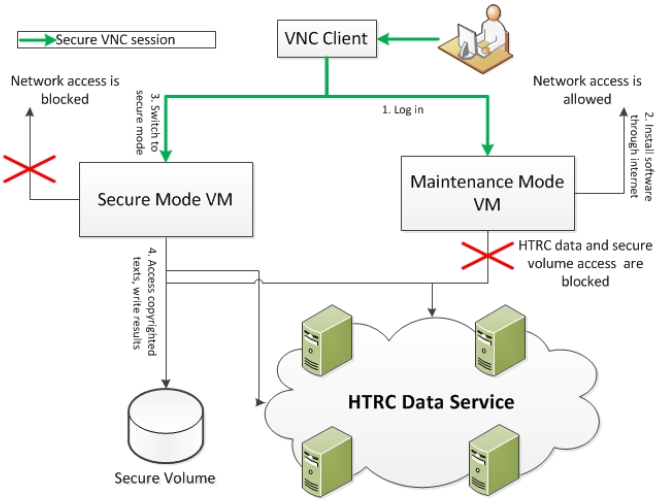 Secure VNC session
VNC Client
Network access is
blocked
Network access is
allowed
3. Switch to
secure mode
1. Log in
2. Install software
through internet
Secure Mode VM
Maintenance Mode
VM
HTRC data and secure
volume access are
blocked
4. Access copyrighted
texts, write results
HTRC Data Service
Secure Volume